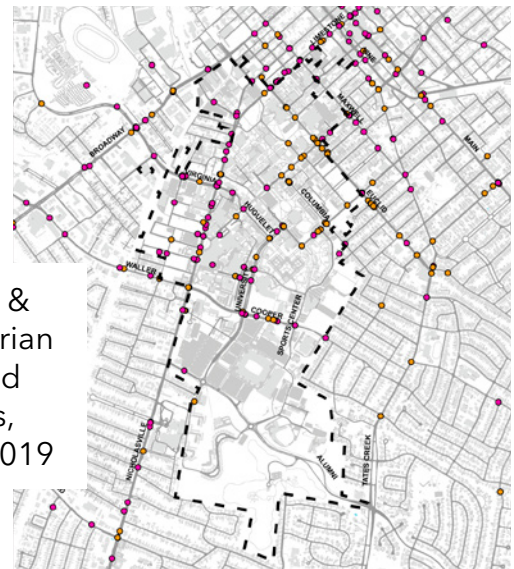 LIMESTONE
VINE
MAXWELL
BROADWAY
MAIN
VIRGINIA
COLUMBIA
EUCLID
HUGUELET
WALLER
UNIVERSITY
COOPER
SPORTS CENTER
&
rian
d
s,
019
NICHOLASVILLE
ALUMNI
TATES CREEK